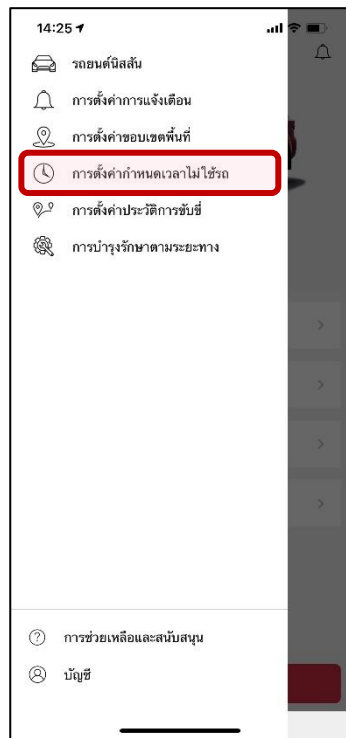 14:25
รถยนต์นิสสัน
การตั้งค่าการแจ้งเตือน
การตั้งค่าขอบเขตพื้นที่
การตั้งค่ากำหนดเวลาไม่ใช้รถ
การตั้งค่าประวัติการขับขี่
การบำรุงรักษาตามระยะทาง
การช่วยเหลือและสนับสนุน
บัญชี